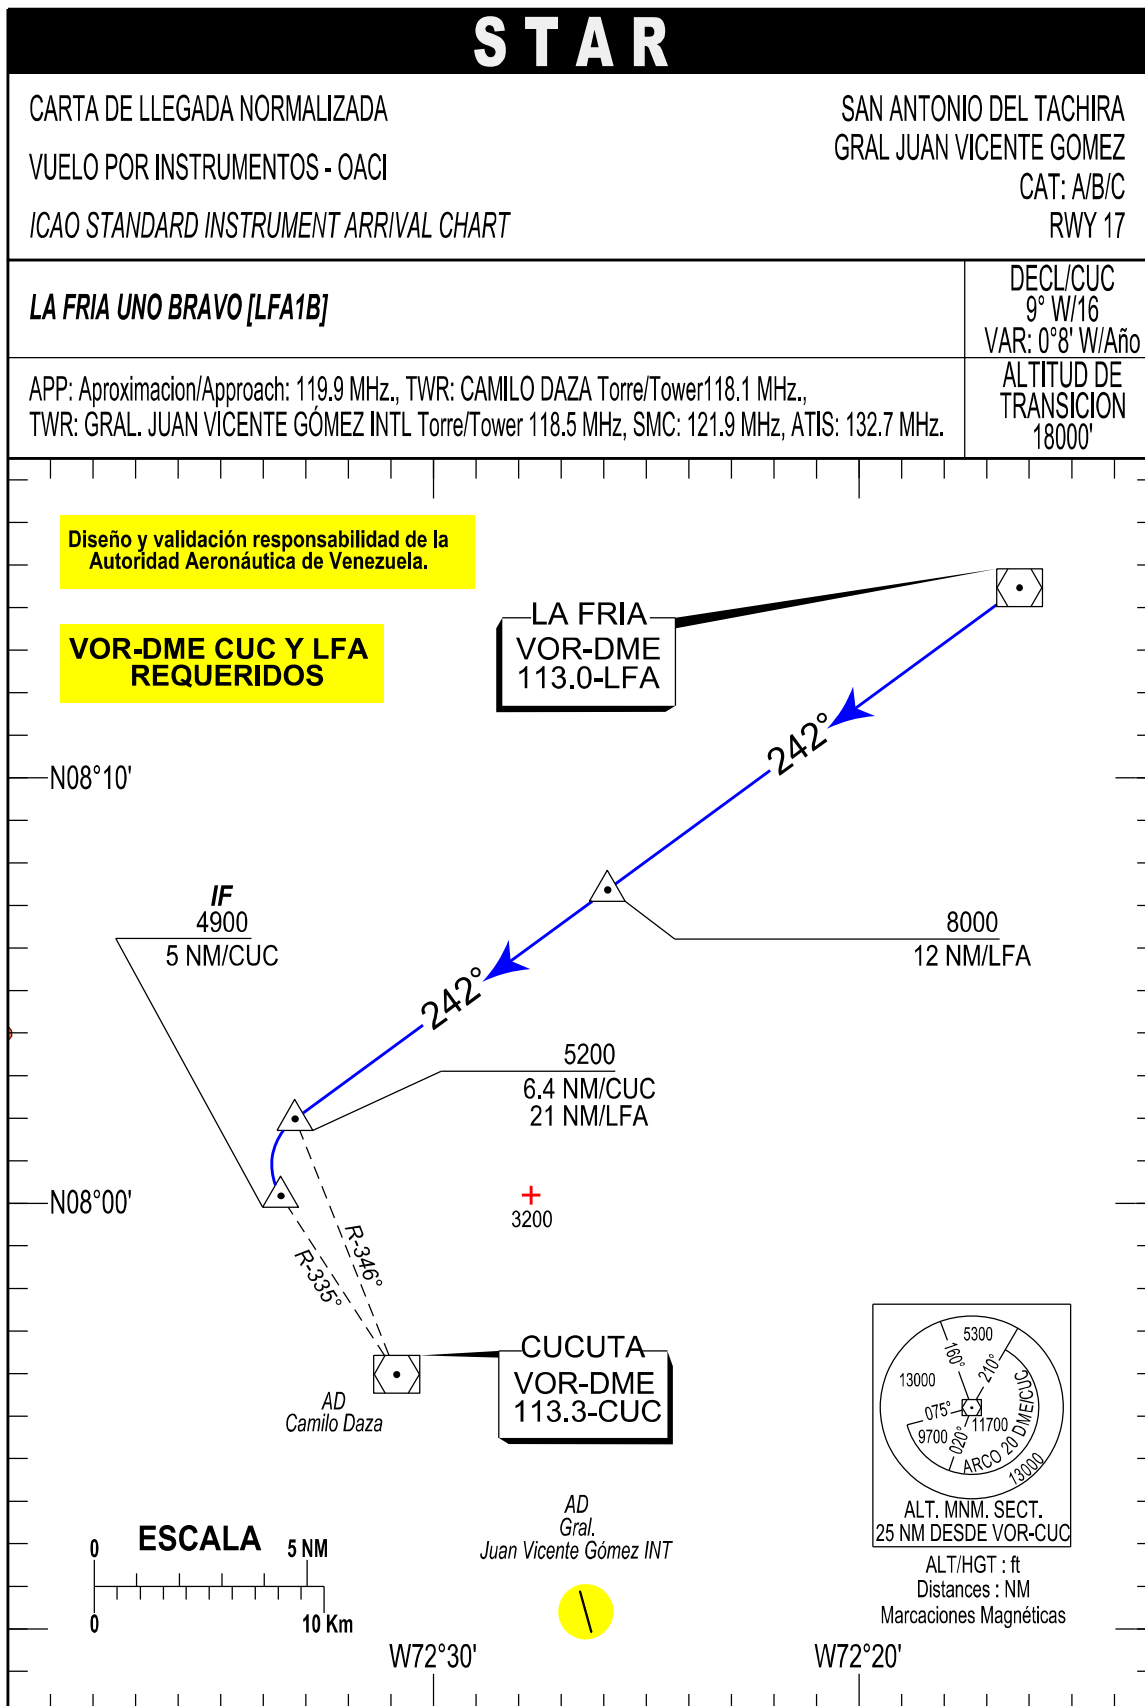 STAR
CARTA DE LLEGADA NORMALIZADA
VUELO POR INSTRUMENTOS - OACI
ICAO STANDARD INSTRUMENT ARRIVAL CHART
SAN ANTONIO DEL TACHIRA
GRAL JUAN VICENTE GOMEZ
CAT: A/B/C
RWY 17
LA FRIA UNO BRAVO [LFA1B]
DECL/CUC
9° W/16
VAR: 0°8' W/Año
APP: Aproximacion/Approach: 119.9 MHz., TWR: CAMILO DAZA Torre/Tower118.1 MHz.,
TWR: GRAL. JUAN VICENTE GÓMEZ INTL Torre/Tower 118.5 MHz, SMC: 121.9 MHz, ATIS: 132.7 MHz.
ALTITUD DE
TRANSICION
18000'
Diseño y validación responsabilidad de la
Autoridad Aeronáutica de Venezuela.
VOR-DME CUC Y LFA
REQUERIDOS
LA FRIA
VOR-DME
113.0-LFA
242°
N08°10'
IF
4900
5 NM/CUC
8000
12 NM/LFA
242°
5200
6.4 NM/CUC
21 NM/LFA
N08°00'
3200
R-346°
R-335°
CUCUTA
VOR-DME
113.3-CUC
AD
Camilo Daza
5300
160°
210°
13000
075°
9700
020°
11700
ARCO 20 DME/CUC
13000
ALT. MNM. SECT.
25 NM DESDE VOR-CUC
ALT/HGT : ft
Distances : NM
Marcaciones Magnéticas
AD
Gral.
Juan Vicente Gómez INT
0 ESCALA 5 NM
0 10 Km
W72°30'
W72°20'